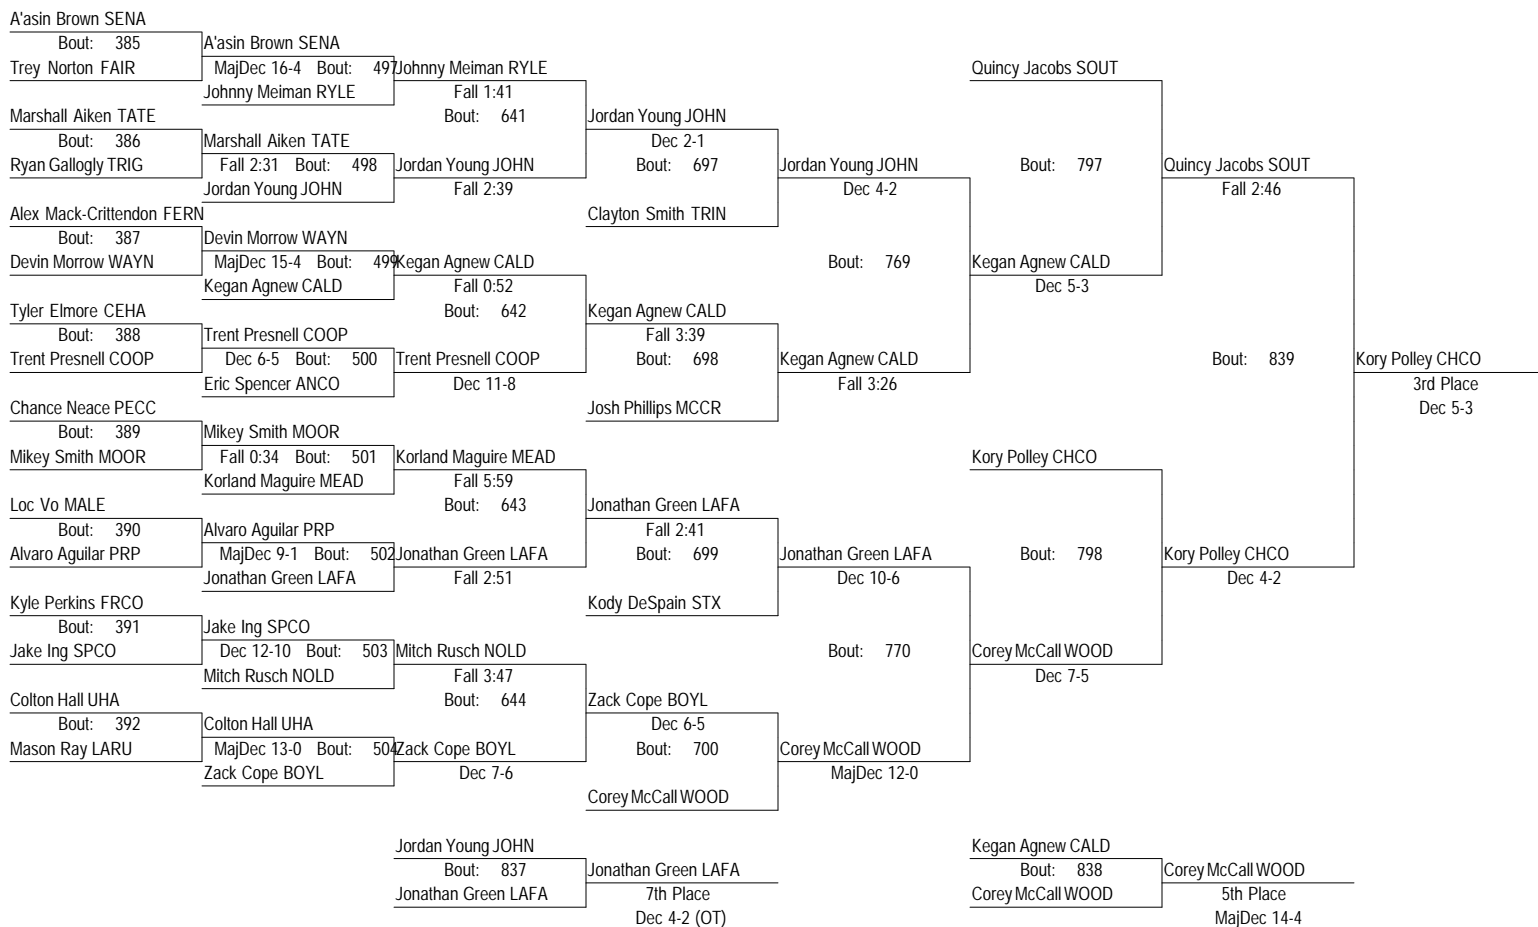 A'asin Brown SENA
Bout: 385
Trey Norton FAIR
Marshall Aiken TATE
Bout: 386
Ryan Gallogly TRIG
Alex Mack-Crittendon FERN
Bout: 387
Devin Morrow WAYN
Tyler Elmore CEHA
Bout: 388
Trent Presnell COOP
Chance Neace PECC
Bout: 389
Mikey Smith MOOR
Loc Vo MALE
Bout: 390
Alvaro Aguilar PRP
Kyle Perkins FRCO
Bout: 391
Jake Ing SPCO
Colton Hall UHA
Bout: 392
Mason Ray LARU
A'asin Brown SENA
MajDec 16-4 Bout: 497
Johnny Meiman RYLE
Marshall Aiken TATE
Fall 2:31 Bout: 498
Jordan Young JOHN
Devin Morrow WAYN
MajDec 15-4 Bout: 499
Kegan Agnew CALD
Trent Presnell COOP
Dec 6-5 Bout: 500
Eric Spencer ANCO
Mikey Smith MOOR
Fall 0:34 Bout: 501
Korland Maguire MEAD
Alvaro Aguilar PRP
MajDec 9-1 Bout: 502
Jonathan Green LAFA
Jake Ing SPCO
Dec 12-10 Bout: 503
Mitch Rusch NOLD
Colton Hall UHA
MajDec 13-0 Bout: 504
Zack Cope BOYL
Johnny Meiman RYLE
Fall 1:41
Bout: 641
Jordan Young JOHN
Fall 2:39
Kegan Agnew CALD
Fall 0:52
Bout: 642
Trent Presnell COOP
Dec 11-8
Korland Maguire MEAD
Fall 5:59
Bout: 643
Jonathan Green LAFA
Fall 2:51
Mitch Rusch NOLD
Fall 3:47
Bout: 644
Zack Cope BOYL
Dec 7-6
Jordan Young JOHN
Dec 2-1
Bout: 697
Clayton Smith TRIN
Kegan Agnew CALD
Fall 3:39
Bout: 698
Josh Phillips MCCR
Jonathan Green LAFA
Fall 2:41
Bout: 699
Kody DeSpain STX
Zack Cope BOYL
Dec 6-5
Bout: 700
Corey McCall WOOD
Jordan Young JOHN
Dec 4-2
Bout: 769
Kegan Agnew CALD
Fall 3:26
Jonathan Green LAFA
Dec 10-6
Bout: 770
Corey McCall WOOD
MajDec 12-0
Quincy Jacobs SOUT
Bout: 797
Kegan Agnew CALD
Dec 5-3
Kory Polley CHCO
Bout: 798
Corey McCall WOOD
Dec 7-5
Quincy Jacobs SOUT
Fall 2:46
Bout: 839
Kory Polley CHCO
Dec 4-2
Kory Polley CHCO
3rd Place
Dec 5-3
Jordan Young JOHN
Bout: 837
Jonathan Green LAFA
Jonathan Green LAFA
7th Place
Dec 4-2 (OT)
Kegan Agnew CALD
Bout: 838
Corey McCall WOOD
Corey McCall WOOD
5th Place
MajDec 14-4